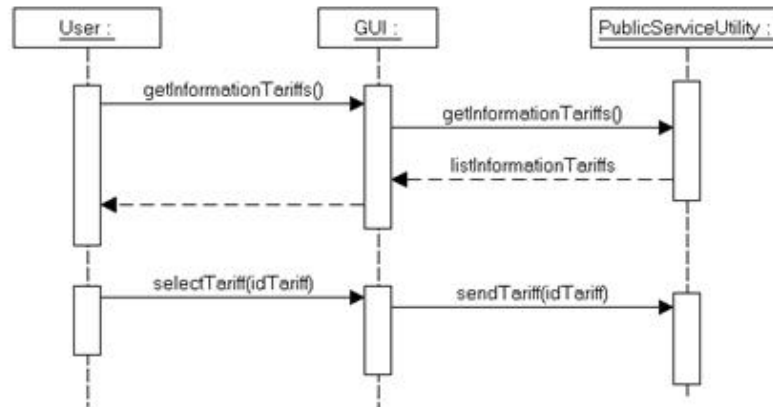 User :
GUI :
PublicServiceUtility :
getInformationTariffs()
getInformationTariffs()
listInformationTariffs
selectTariff(idTariff)
sendTariff(idTariff)